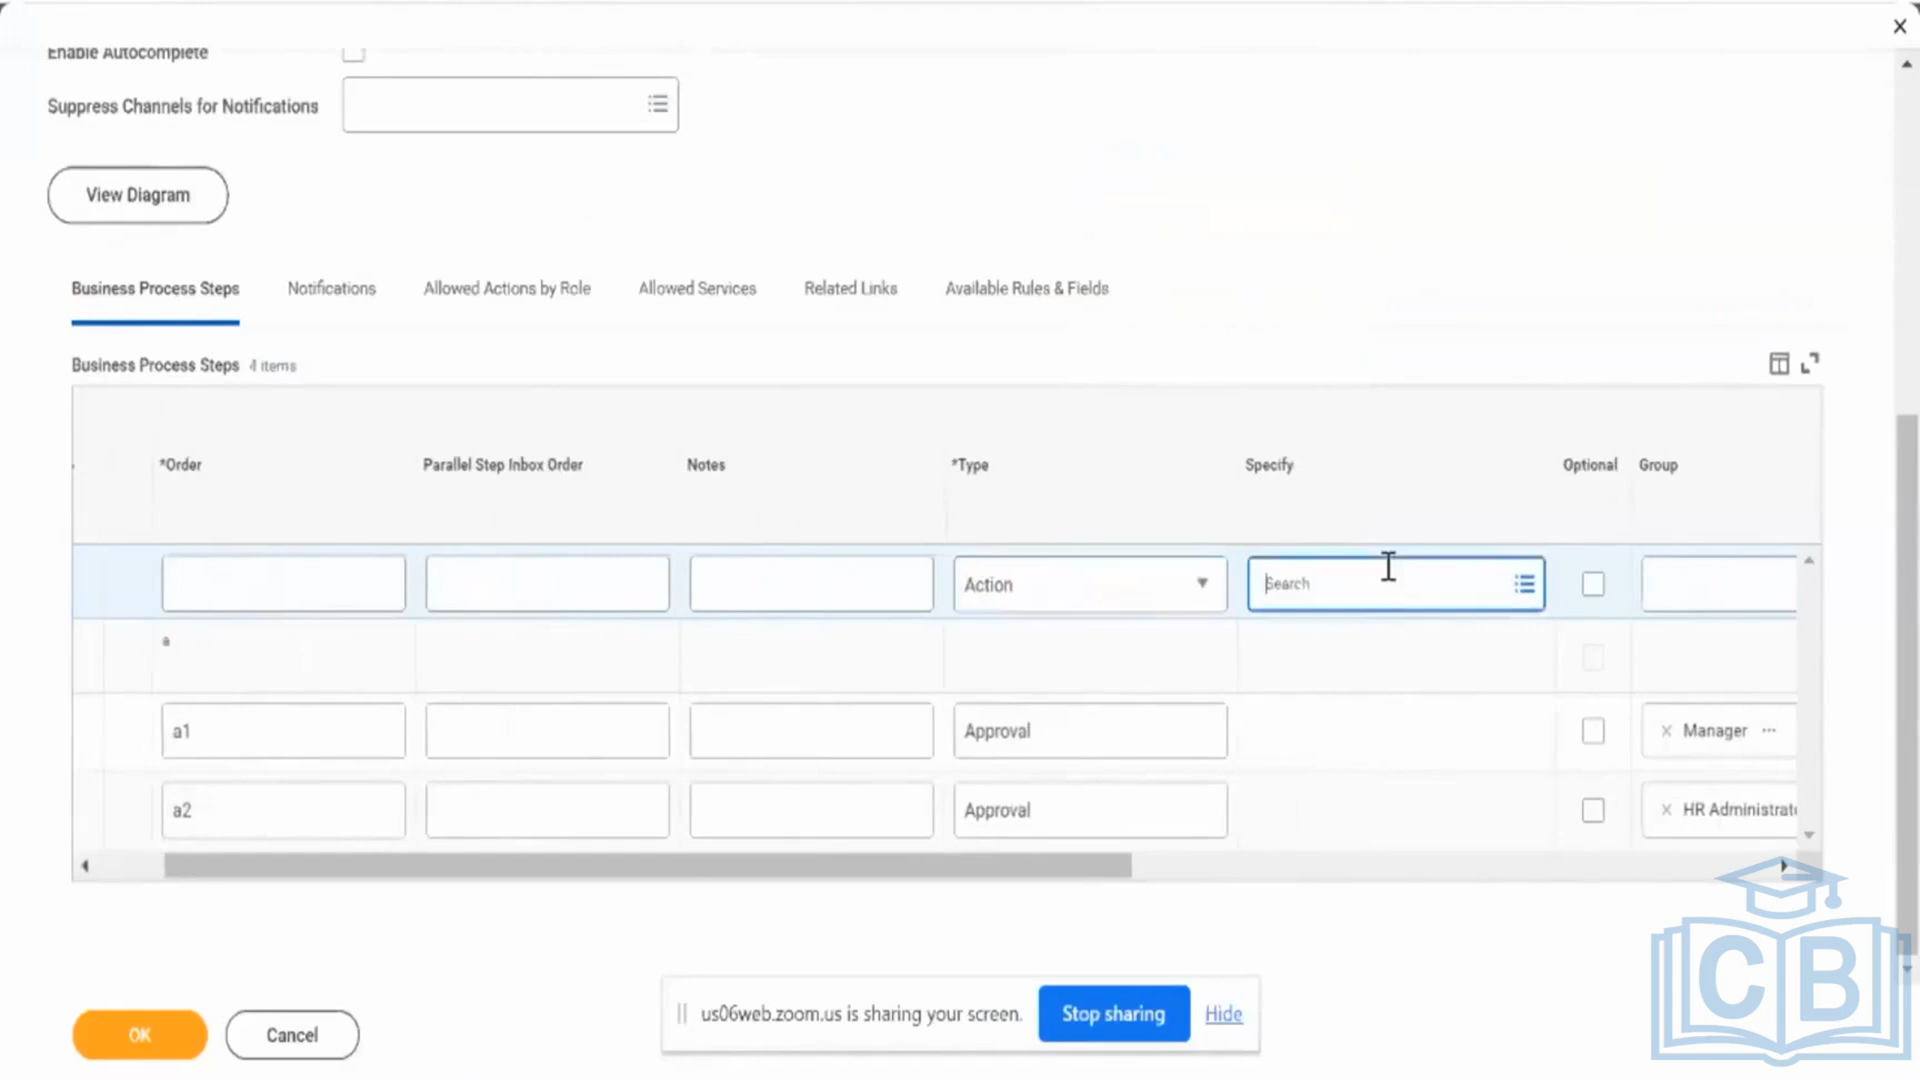 Enable Autocomplete
Suppress Channels for Notifications
View Diagram
Business Process Steps Notifications Allowed Actions by Role Allowed Services Related Links Available Rules & Fields
Business Process Steps 4 items
*Order Parallel Step Inbox Order Notes *Type Specify Optional Group
Action Search
a
a1 Approval Manager
a2 Approval HR Administrato
us06web.zoom.us is sharing your screen. Stop sharing Hide
OK Cancel
CB